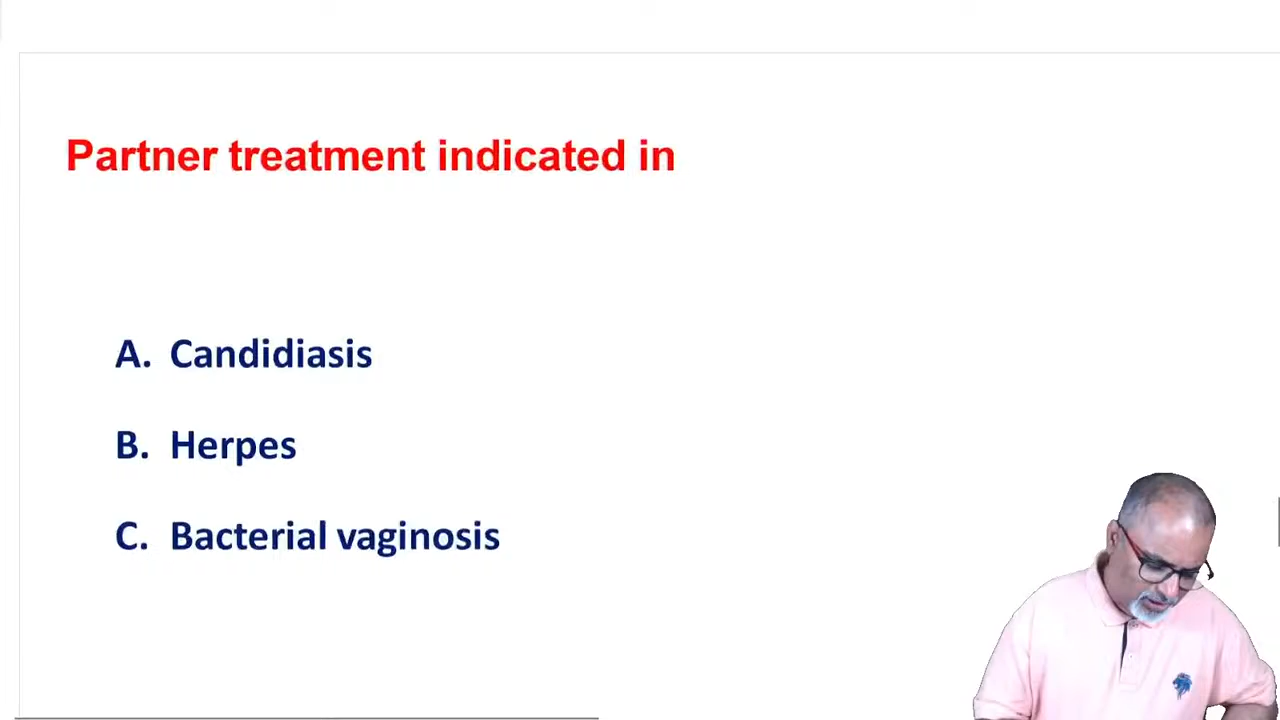 Partner treatment indicated in
A. Candidiasis
B. Herpes
C. Bacterial vaginosis